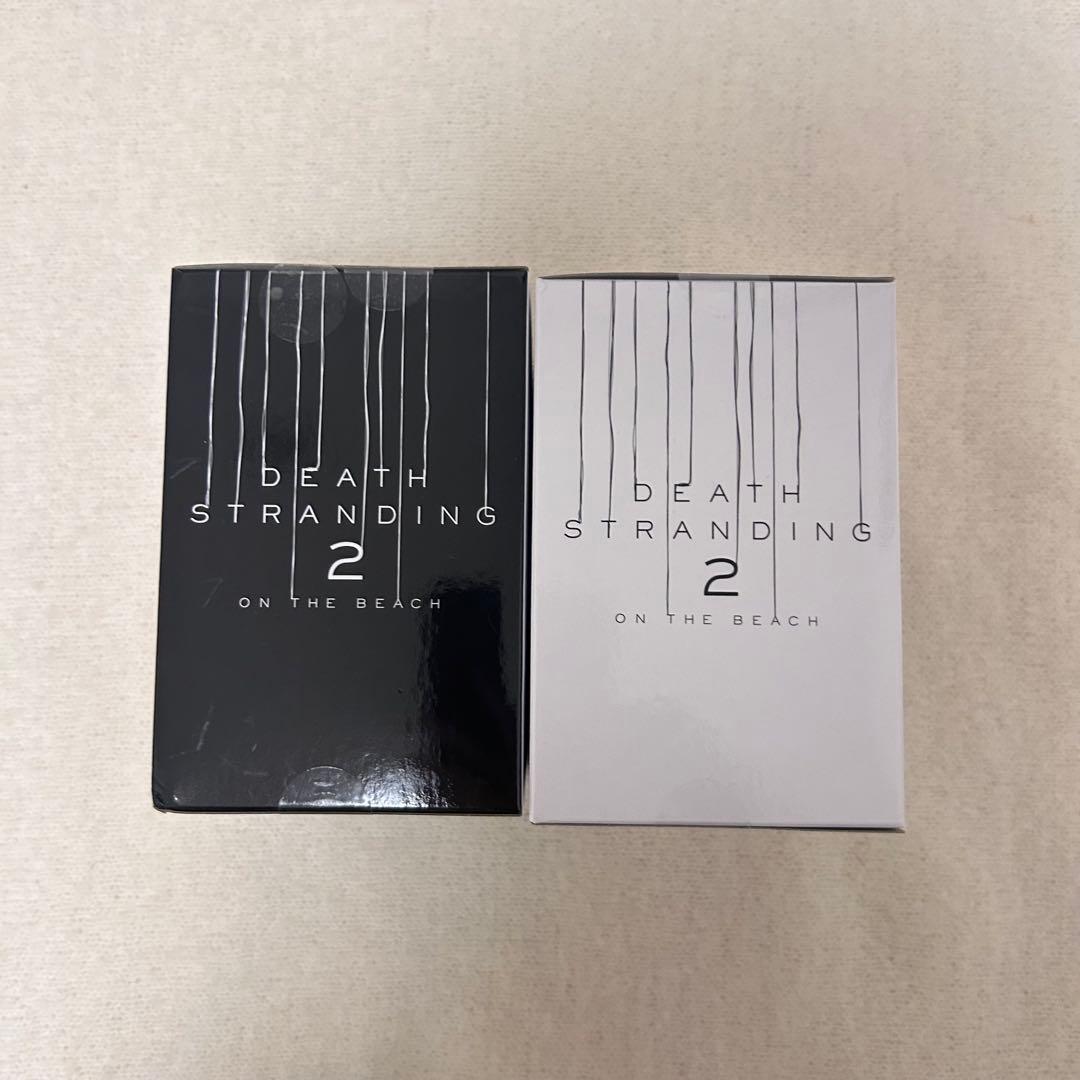 DEATH
STRANDING
2
ON THE BEACH
DEATH
STRANDING
2
ON THE BEACH